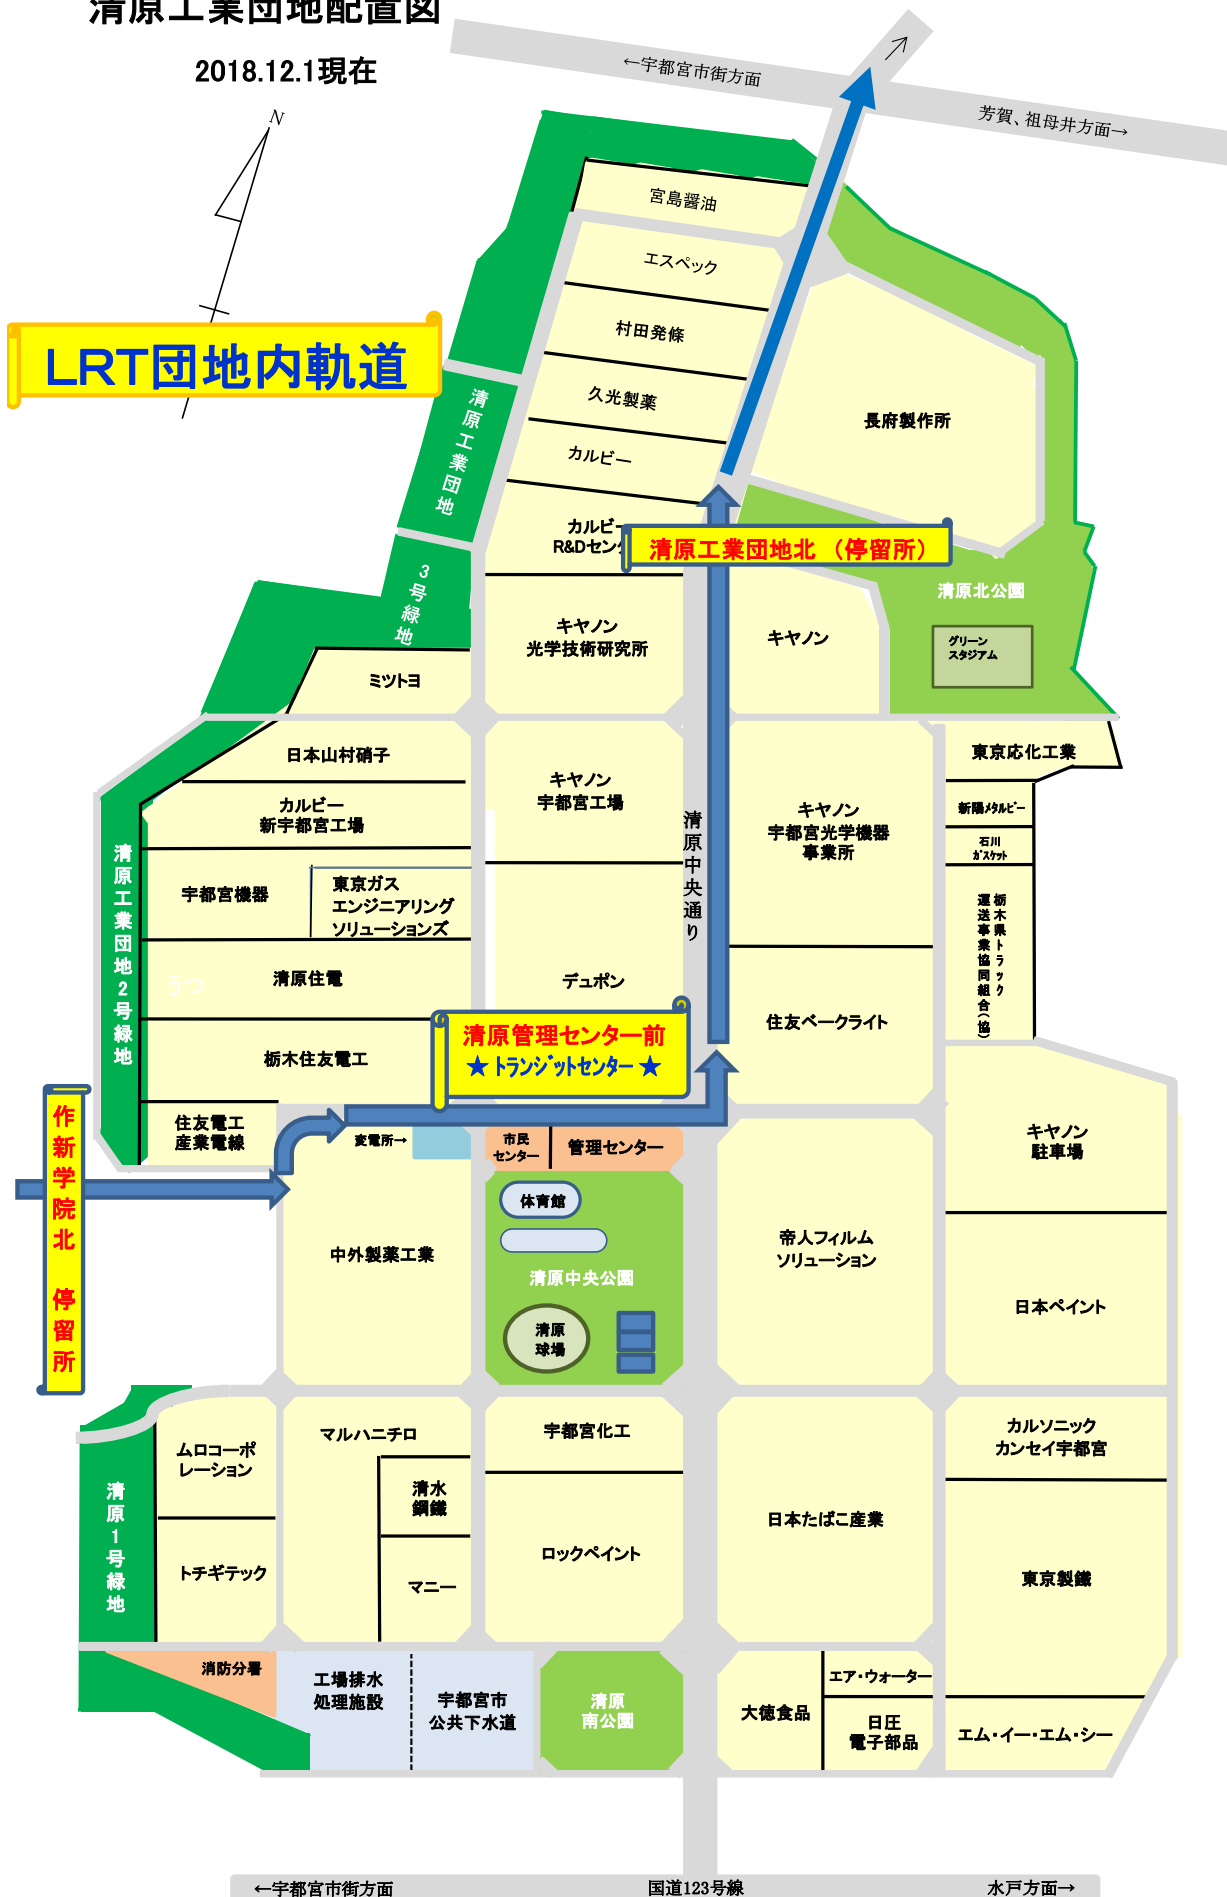 清原工業団地配置図
2018.12.1現在
N
←宇都宮市街方面
芳賀、祖母井方面→
LRT団地内軌道
宮島醤油
エスペック
村田発條
久光製薬
カルビー
長府製作所
清原工業団地
3号緑地
カルビー
R&Dセンタ
清原工業団地北 （停留所）
清原北公園
グリーン
スタジアム
キヤノン
光学技術研究所
キヤノン
ミツトヨ
日本山村硝子
カルビー
新宇都宮工場
キヤノン
宇都宮工場
清原中央通り
キヤノン
宇都宮光学機器
事業所
東京応化工業
新陽メタルビー
石川
ガスケット
栃木県トラック
運送事業協同組合(協)
清原工業団地2号緑地
宇都宮機器
東京ガス
エンジニアリング
ソリューションズ
清原住電
うつ
デュポン
住友ベークライト
栃木住友電工
清原管理センター前
★トランジットセンター★
住友電工
産業電線
変電所→
市民
センター
管理センター
キヤノン
駐車場
作新学院北 停留所
体育館
中外製薬工業
清原中央公園
清原
球場
帝人フィルム
ソリューション
日本ペイント
ムロコーポ
レーション
マルハニチロ
宇都宮化工
カルソニック
カンセイ宇都宮
清水
鋼鐵
清原1号緑地
日本たばこ産業
ロックペイント
トチギテック
マニー
東京製鐵
消防分署
工場排水
処理施設
宇都宮市
公共下水道
清原
南公園
大徳食品
エア・ウォーター
日圧
電子部品
エム・イー・エム・シー
←宇都宮市街方面
国道123号線
水戸方面→